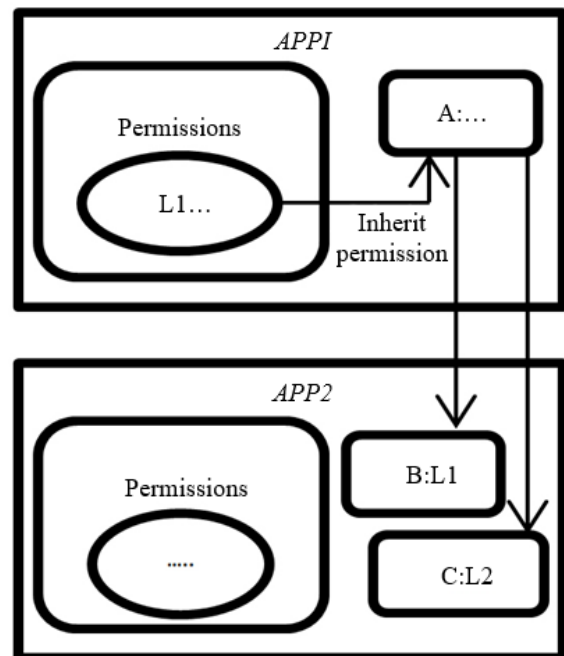 APPI
Permissions
A:...
L1...
Inherit
permission
APP2
Permissions
B:L1
.....
C:L2